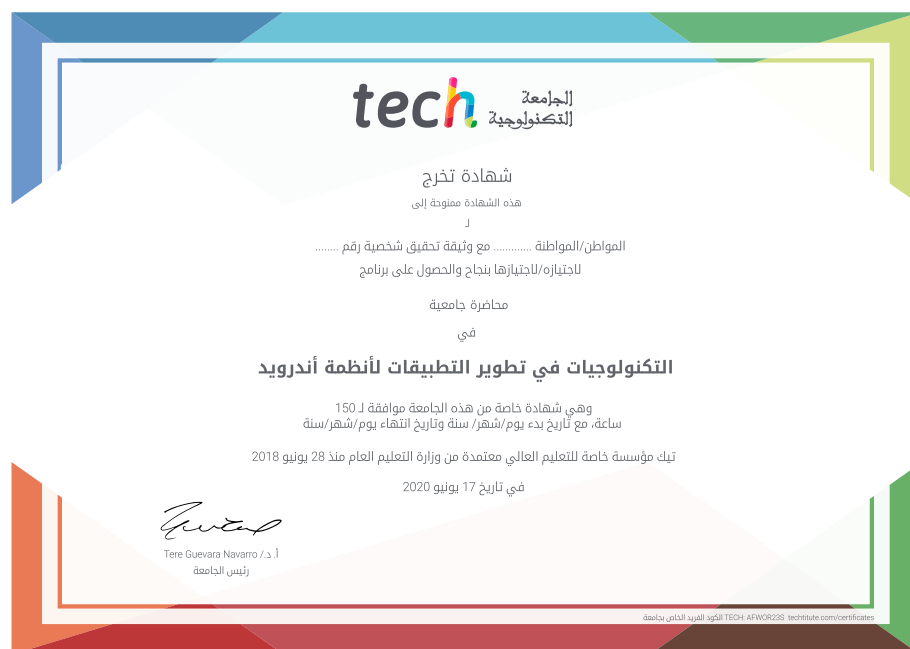 tech الجامعة
التكنولوجية
شهادة تخرج
هذه الشهادة ممنوحة إلى
لـ
المواطن/المواطنة ............. مع وثيقة تحقيق شخصية رقم ........
لاجتيازه/لاجتيازها بنجاح والحصول على برنامج
محاضرة جامعية
في
التكنولوجيات في تطوير التطبيقات لأنظمة أندرويد
وهي شهادة خاصة من هذه الجامعة موافقة لـ 150
ساعة، مع تاريخ بدء يوم/شهر/ سنة وتاريخ انتهاء يوم/شهر/سنة
تيك مؤسسة خاصة للتعليم العالي معتمدة من وزارة التعليم العام منذ 28 يونيو 2018
في تاريخ 17 يونيو 2020
أ. د./ Tere Guevara Navarro
رئيس الجامعة
الكود الفريد الخاص بجامعة TECH: AFWOR23S techtitute.com/certificates